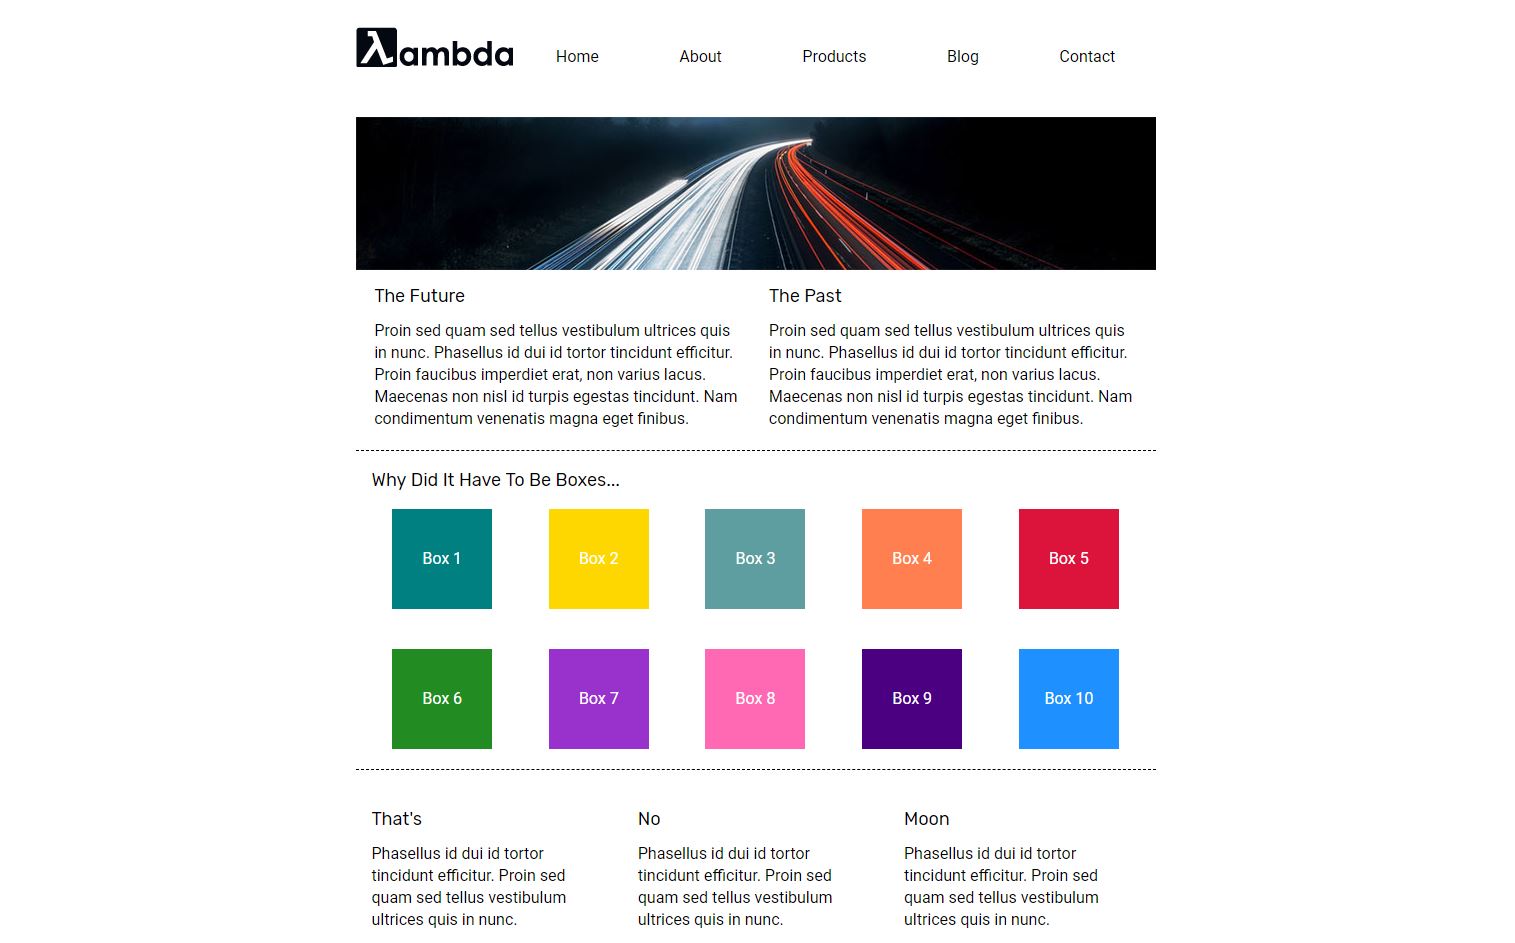 λambda
Home About Products Blog Contact
The Future
Proin sed quam sed tellus vestibulum ultrices quis
in nunc. Phasellus id dui id tortor tincidunt efficitur.
Proin faucibus imperdiet erat, non varius lacus.
Maecenas non nisl id turpis egestas tincidunt. Nam
condimentum venenatis magna eget finibus.
The Past
Proin sed quam sed tellus vestibulum ultrices quis
in nunc. Phasellus id dui id tortor tincidunt efficitur.
Proin faucibus imperdiet erat, non varius lacus.
Maecenas non nisl id turpis egestas tincidunt. Nam
condimentum venenatis magna eget finibus.
Why Did It Have To Be Boxes...
Box 1 Box 2 Box 3 Box 4 Box 5
Box 6 Box 7 Box 8 Box 9 Box 10
That's
Phasellus id dui id tortor
tincidunt efficitur. Proin sed
quam sed tellus vestibulum
ultrices quis in nunc.
No
Phasellus id dui id tortor
tincidunt efficitur. Proin sed
quam sed tellus vestibulum
ultrices quis in nunc.
Moon
Phasellus id dui id tortor
tincidunt efficitur. Proin sed
quam sed tellus vestibulum
ultrices quis in nunc.